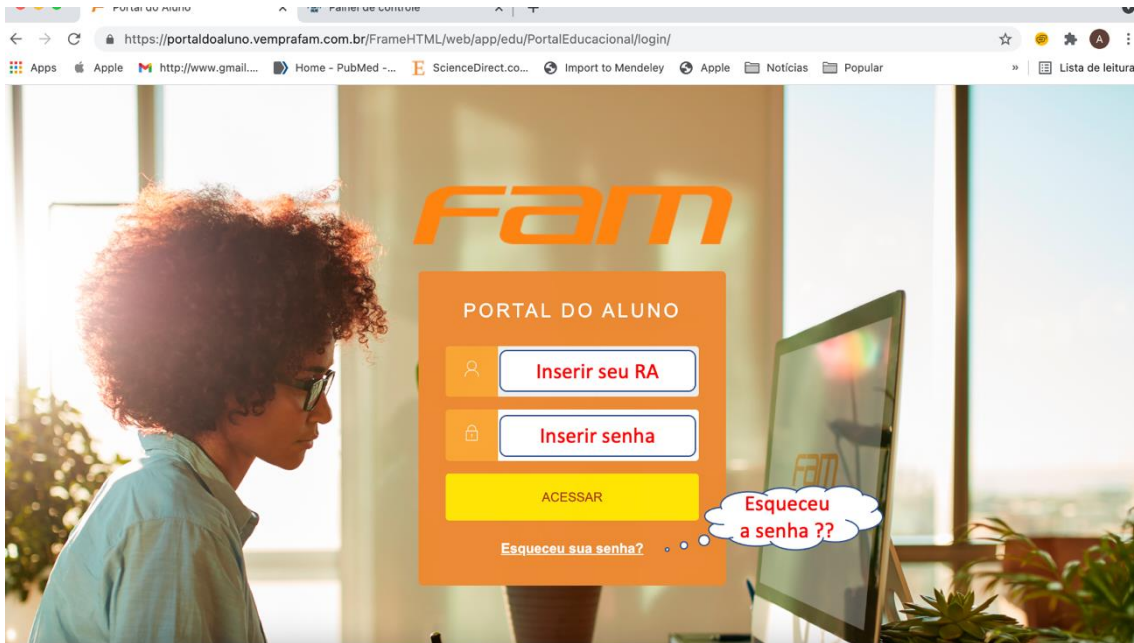 Portal do Aluno
Painel de controle
https://portaldoaluno.vemprafam.com.br/FrameHTML/web/app/edu/PortalEducacional/login/
A
Apps Apple http://www.gmail.... Home - PubMed -... ScienceDirect.co... Import to Mendeley Apple Notícias Popular » Lista de leitura
Fam
PORTAL DO ALUNO
Inserir seu RA
Inserir senha
ACESSAR
Esqueceu sua senha?
Esqueceu
a senha ??
Fam